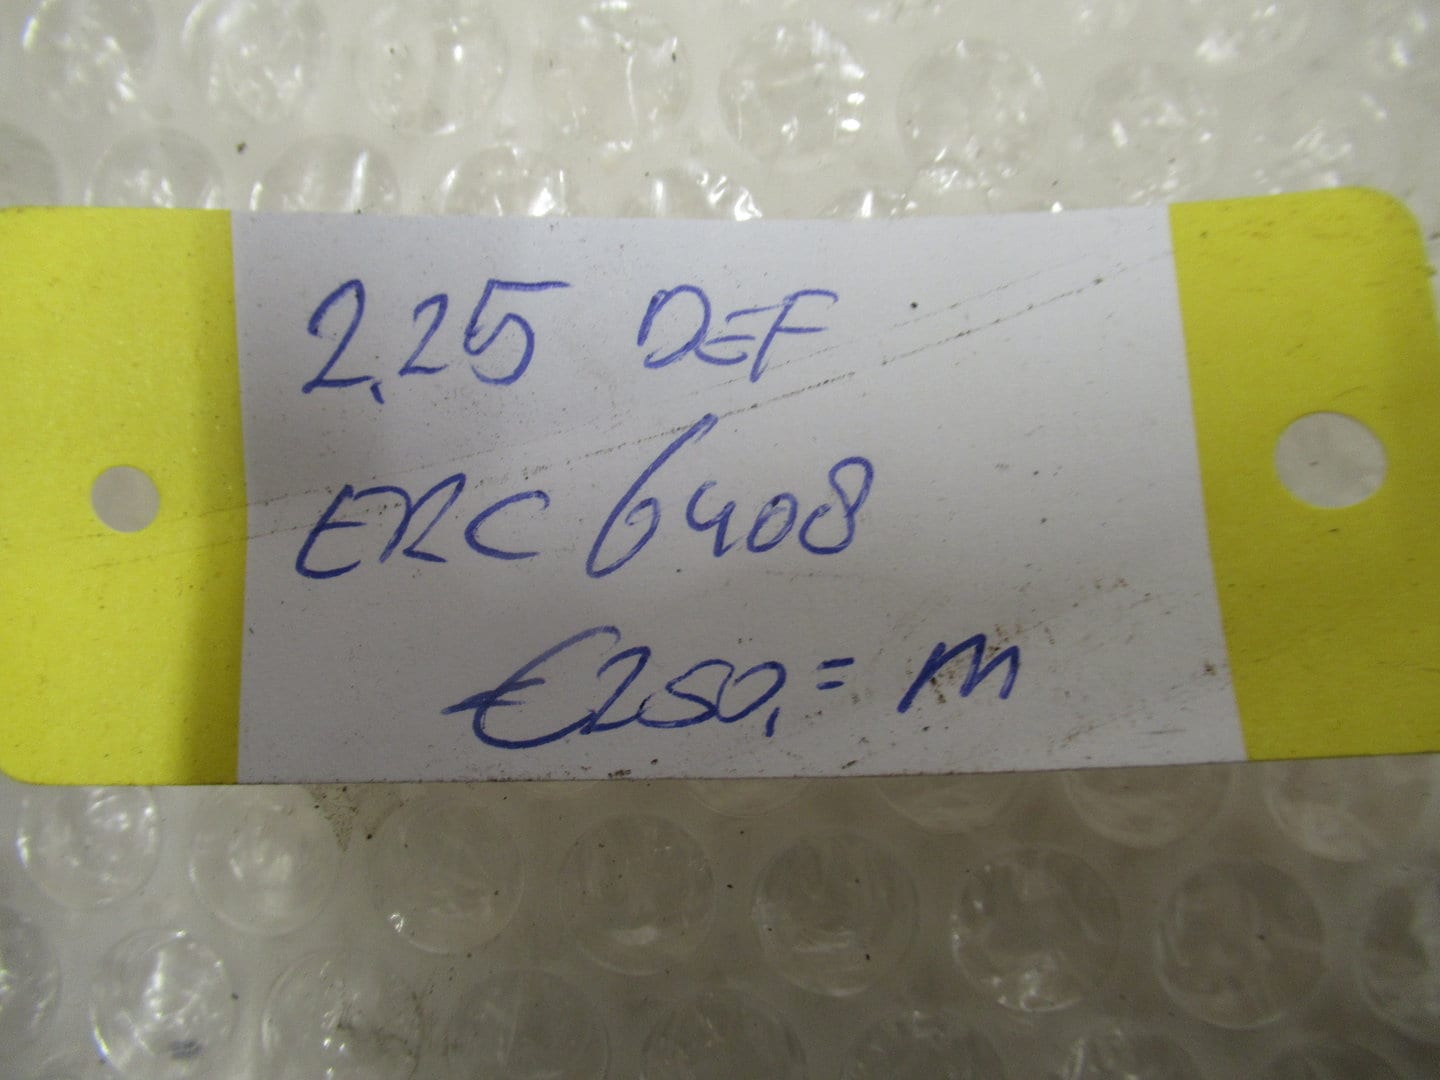 2,25 DEF
ERC 6408
€250,= m